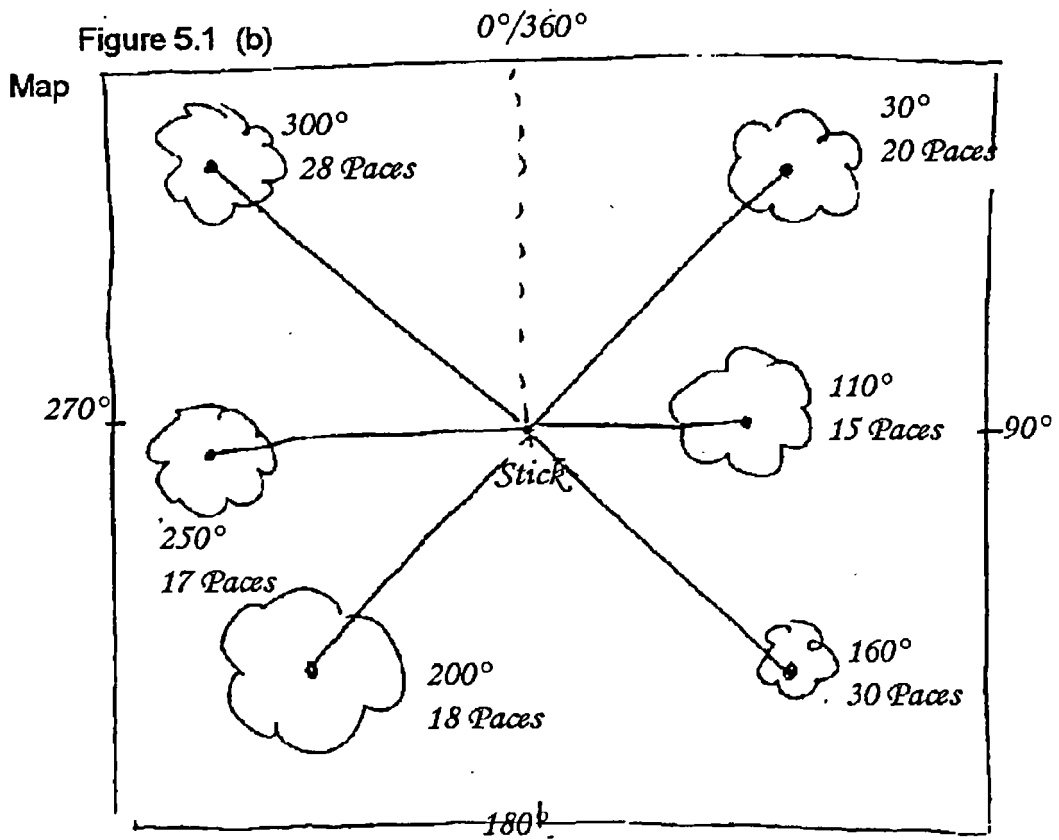 Figure 5.1 (b)
0°/360°
Map
300°
28 Paces
30°
20 Paces
270°
110°
15 Paces
90°
Stick
250°
17 Paces
200°
18 Paces
160°
30 Paces
180°